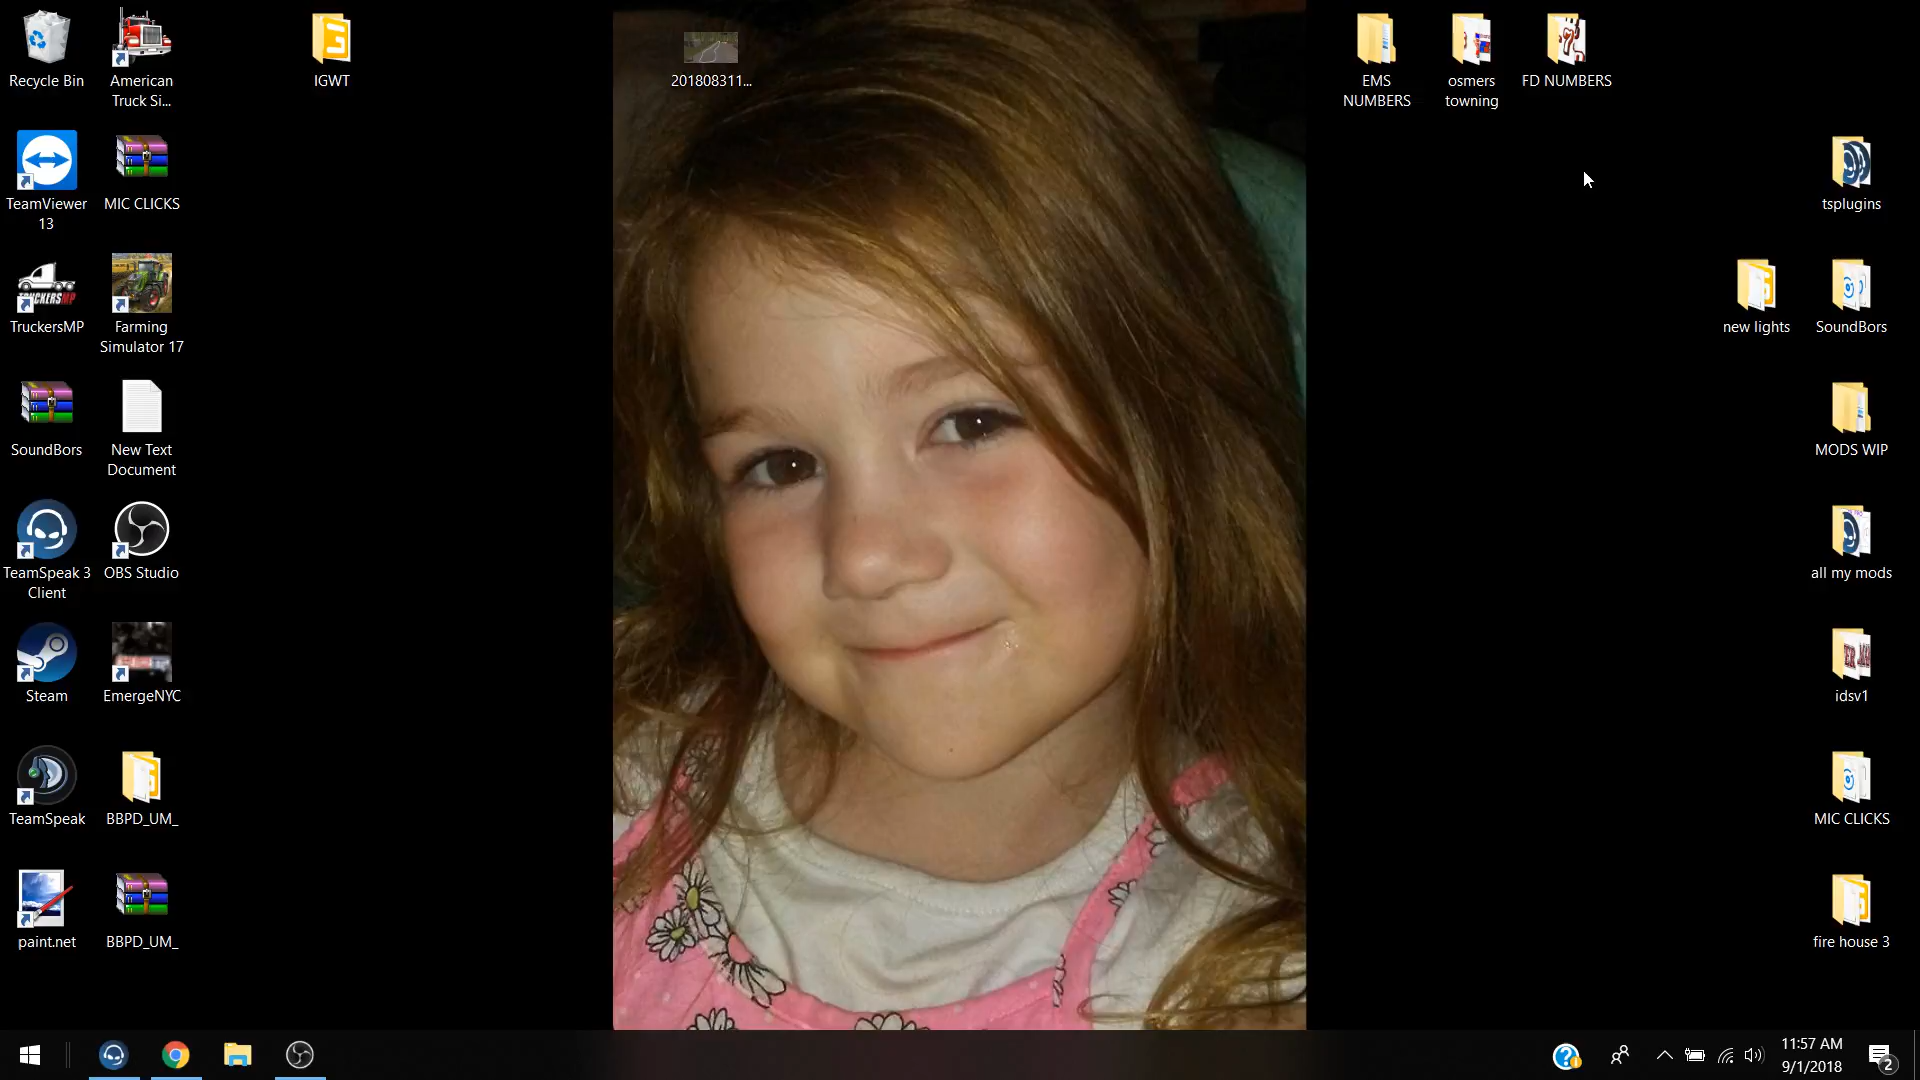 Recycle Bin
American
Truck Si...
IGWT
201808311...
EMS
NUMBERS
osmers
towning
FD NUMBERS
TeamViewer
13
MIC CLICKS
tsplugins
TruckersMP
Farming
Simulator 17
new lights
SoundBors
SoundBors
New Text
Document
MODS WIP
TeamSpeak 3
Client
OBS Studio
all my mods
Steam
EmergeNYC
idsv1
TeamSpeak
BBPD_UM_
MIC CLICKS
paint.net
BBPD_UM_
fire house 3
11:57 AM
9/1/2018
2